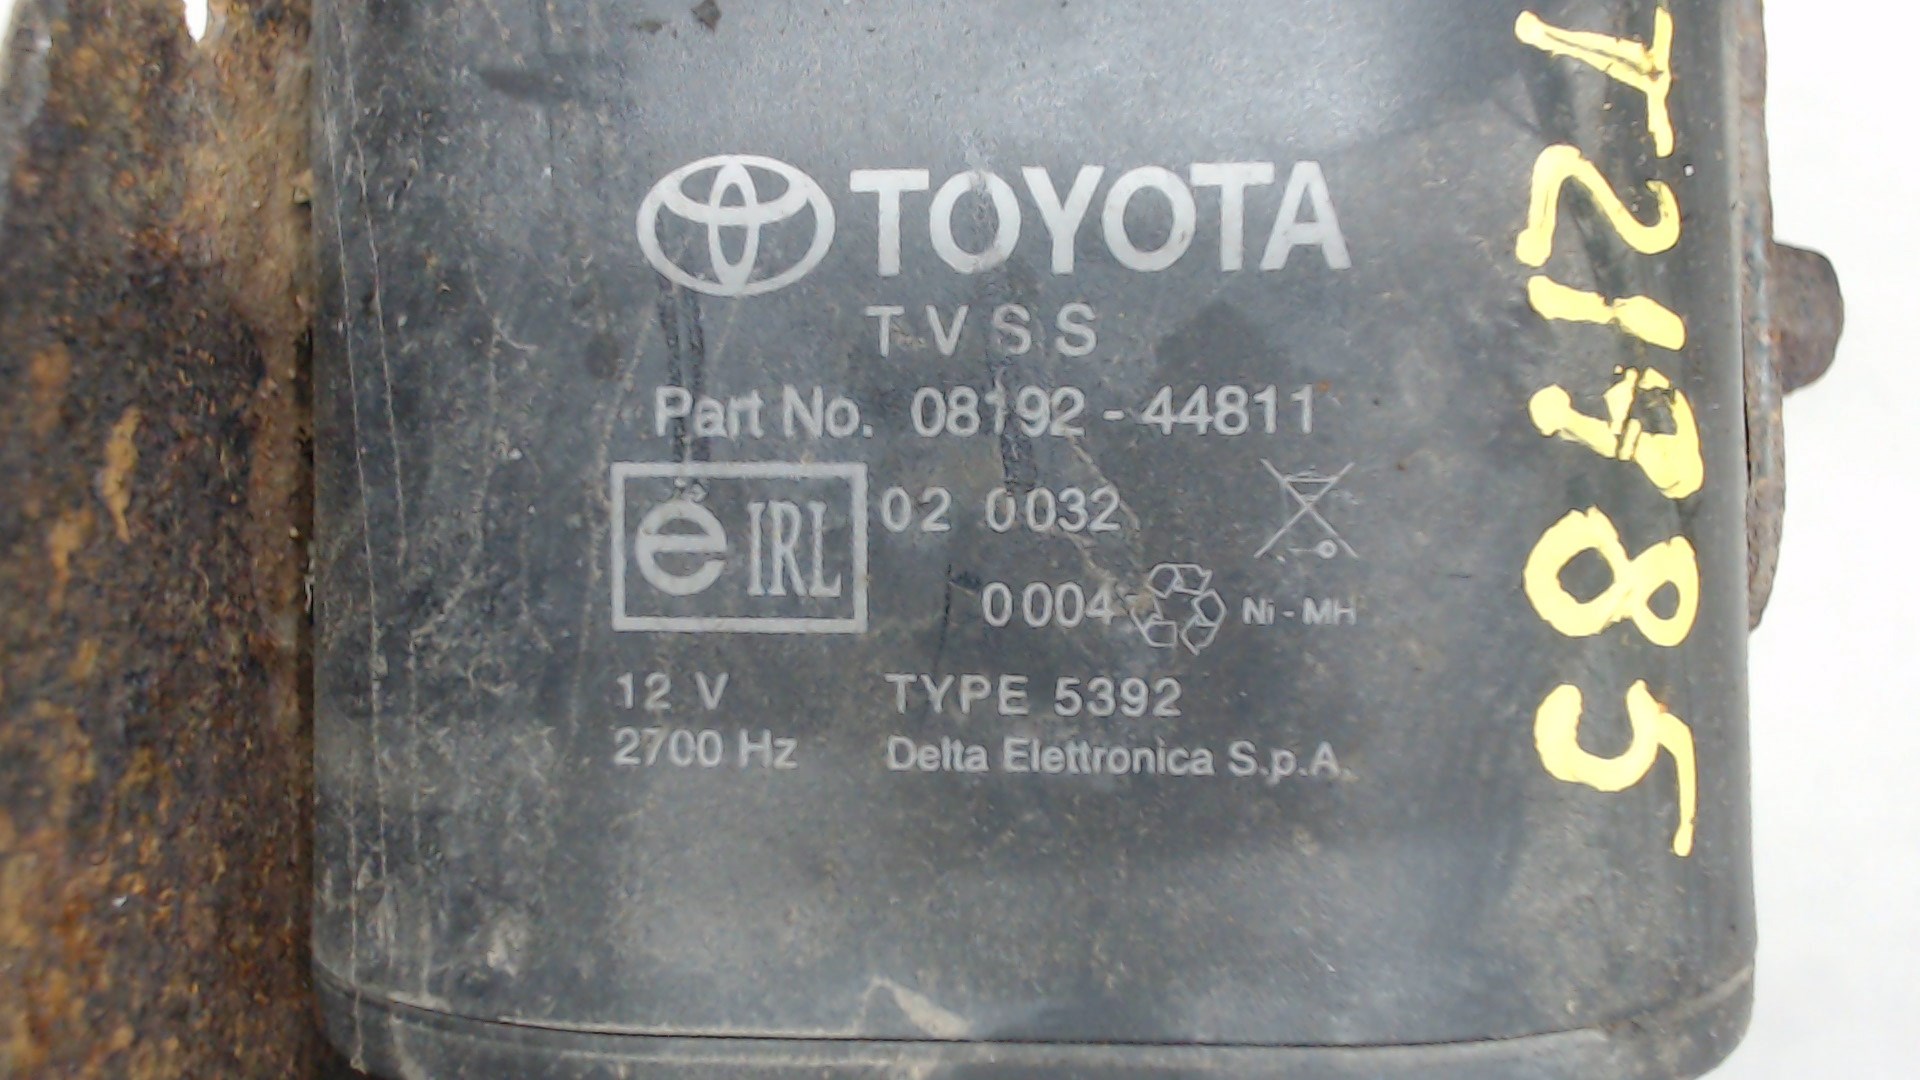 TOYOTA
TVSS
Part No. 08192-44811
e IRL 02 0032
0004 Ni-MH
12 V TYPE 5392
2700 Hz Delta Elettronica S.p.A.